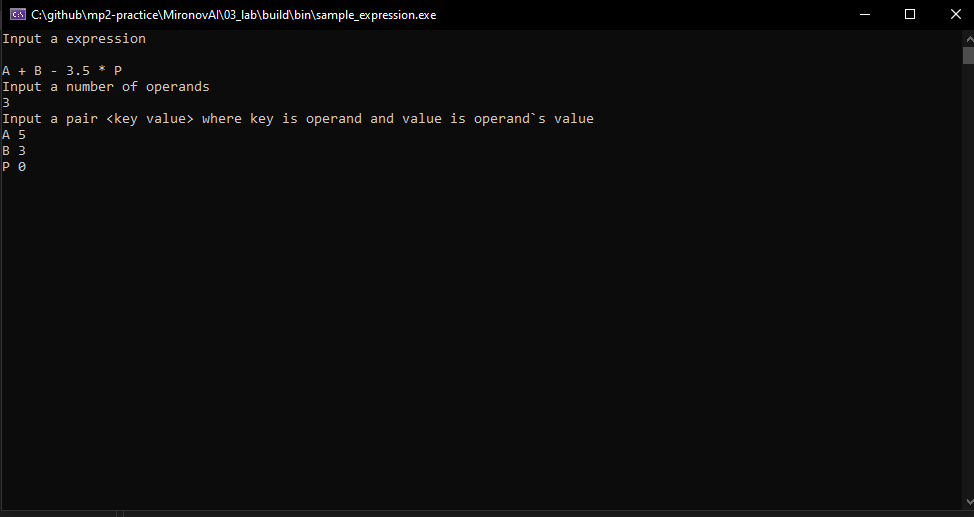 C:\github\mp2-practice\MironovAI\03_lab\build\bin\sample_expression.exe
Input a expression
A + B - 3.5 * P
Input a number of operands
3
Input a pair <key value> where key is operand and value is operand`s value
A 5
B 3
P 0